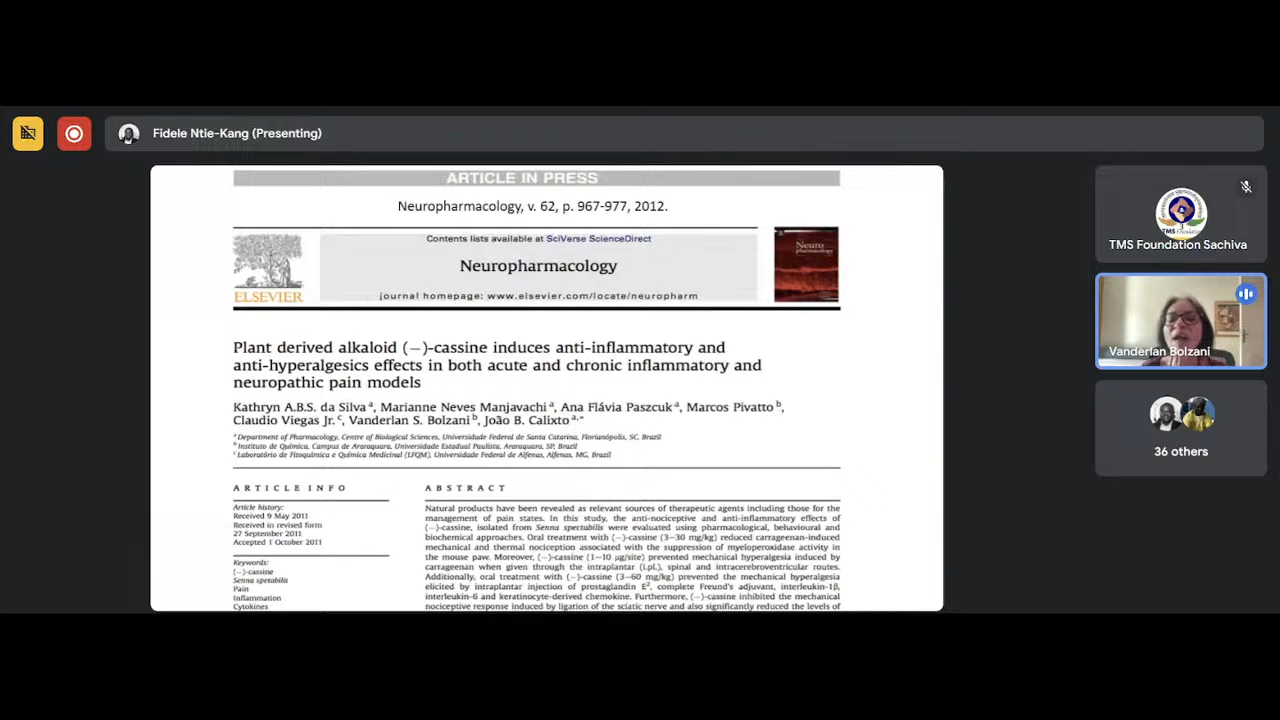 Fidele Ntie-Kang (Presenting)
ARTICLE IN PRESS
Neuropharmacology, v. 62, p. 967-977, 2012.
Contents lists available at SciVerse ScienceDirect
Neuropharmacology
journal homepage: www.elsevier.com/locate/neuropharm
ELSEVIER
Neuro
pharmacology
Plant derived alkaloid (−)-cassine induces anti-inflammatory and
anti-hyperalgesics effects in both acute and chronic inflammatory and
neuropathic pain models
Kathryn A.B.S. da Silva a, Marianne Neves Manjavachi a, Ana Flávia Paszcuk a, Marcos Pivatto b,
Claudio Viegas Jr. c, Vanderlan S. Bolzani b, João B. Calixto a,*
a Department of Pharmacology, Centre of Biological Sciences, Universidade Federal de Santa Catarina, Florianópolis, SC, Brazil
b Instituto de Química, Campus de Araraquara, Universidade Estadual Paulista, Araraquara, SP, Brazil
c Laboratório de Fitoquímica e Química Medicinal (LFQM), Universidade Federal de Alfenas, Alfenas, MG, Brazil
ARTICLE INFO
Article history:
Received 9 May 2011
Received in revised form
27 September 2011
Accepted 1 October 2011
Keywords:
(−)-cassine
Senna spetabilis
Pain
Inflammation
Cytokines
ABSTRACT
Natural products have been revealed as relevant sources of therapeutic agents including those for the
management of pain states. In this study, the anti-nociceptive and anti-inflammatory effects of
(−)-cassine, isolated from Senna spectabilis were evaluated using pharmacological, behavioural and
biochemical approaches. Oral treatment with (−)-cassine (3–30 mg/kg) reduced carrageenan-induced
mechanical and thermal nociception associated with the suppression of myeloperoxidase activity in
the mouse paw. Moreover, (−)-cassine (1–10 μg/site) prevented mechanical hyperalgesia induced by
carrageenan when given through the intraplantar (i.pl.), spinal and intracerebroventricular routes.
Additionally, oral treatment with (−)-cassine (3–60 mg/kg) prevented the mechanical hyperalgesia
elicited by intraplantar injection of prostaglandin E2, complete Freund's adjuvant, interleukin-1β,
interleukin-6 and keratinocyte-derived chemokine. Furthermore, (−)-cassine inhibited the mechanical
nociceptive response induced by ligation of the sciatic nerve and also significantly reduced the levels of
TMS Foundation Sachiva
Vanderlan Bolzani
36 others